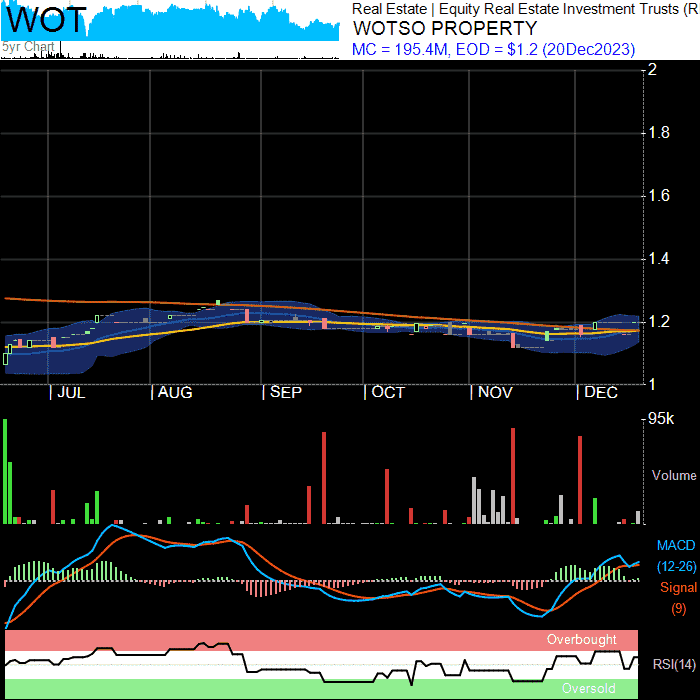 WOT
5yr Chart
Real Estate | Equity Real Estate Investment Trusts (R
WOTSO PROPERTY
MC = 195.4M, EOD = $1.2 (20Dec2023)
2
1.8
1.6
1.4
1.2
1
| JUL | AUG | SEP | OCT | NOV | DEC
95k
Volume
MACD
(12-26)
Signal
(9)
Overbought
RSI(14)
Oversold